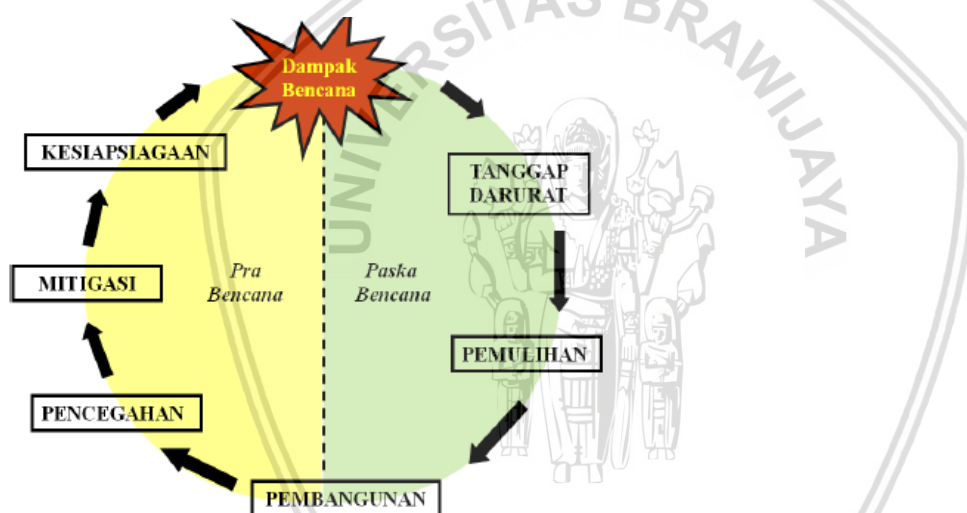 UNIVERSITAS BRAWIJAYA
Dampak
Bencana
KESIAPSIAGAAN
TANGGAP
DARURAT
MITIGASI
Pra
Bencana
Paska
Bencana
PEMULIHAN
PENCEGAHAN
PEMBANGUNAN